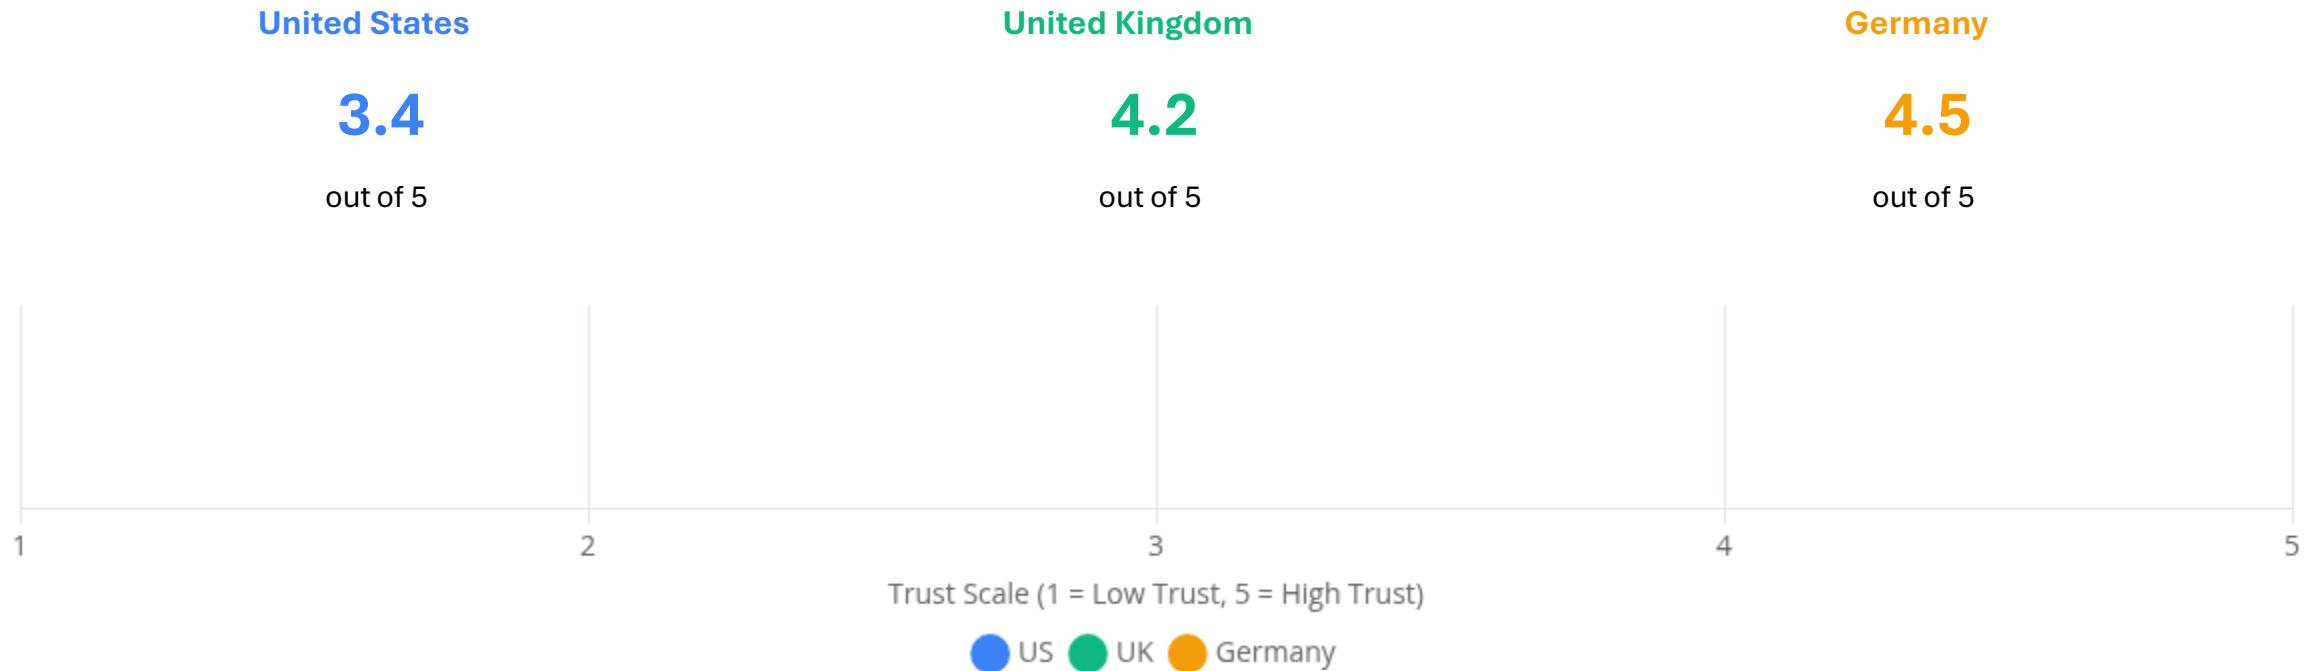 United States United Kingdom Germany
3.4 4.2 4.5
out of 5 out of 5 out of 5
1 2 3 4 5
Trust Scale (1 = Low Trust, 5 = High Trust)
US UK Germany